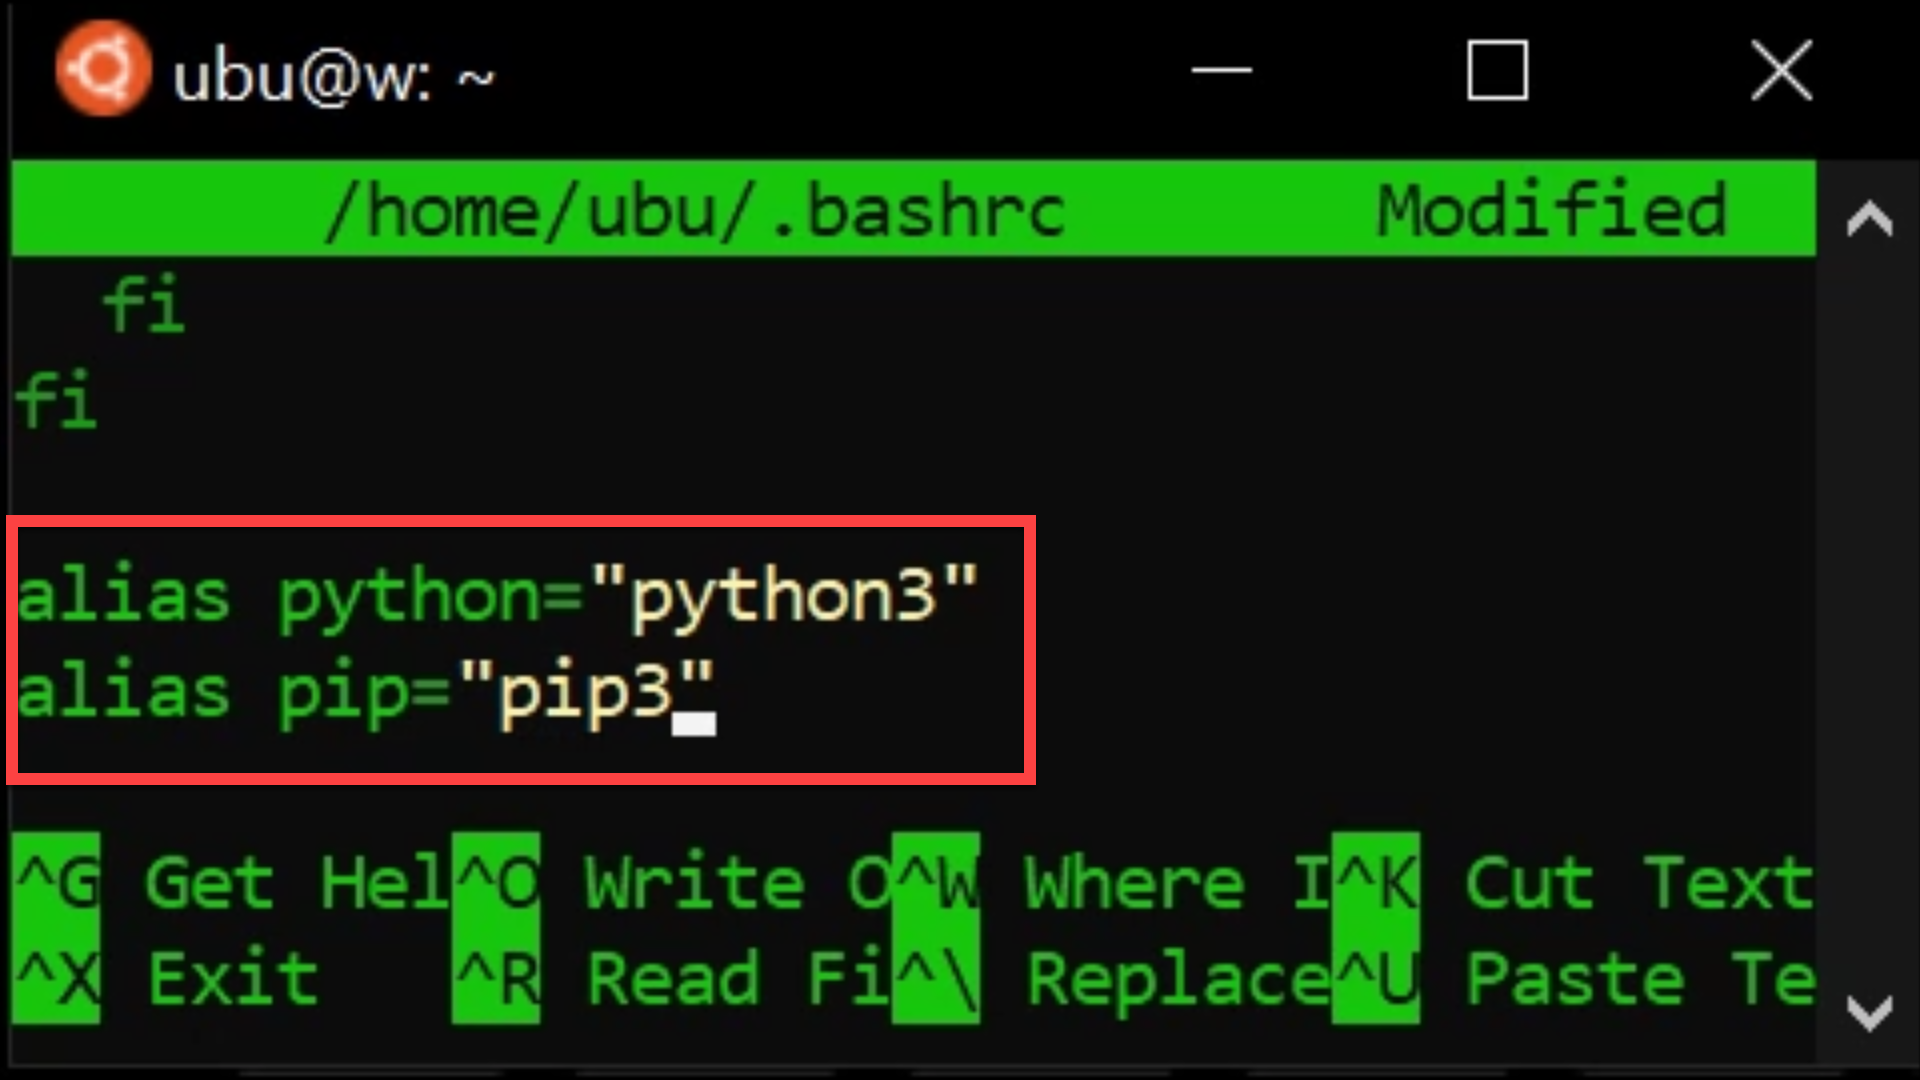 ubu@w: ~
/home/ubu/.bashrc Modified
fi
fi
alias python="python3"
alias pip="pip3"
^G Get Hel^O Write O^W Where I^K Cut Text
^X Exit ^R Read Fi^\ Replace^U Paste Te